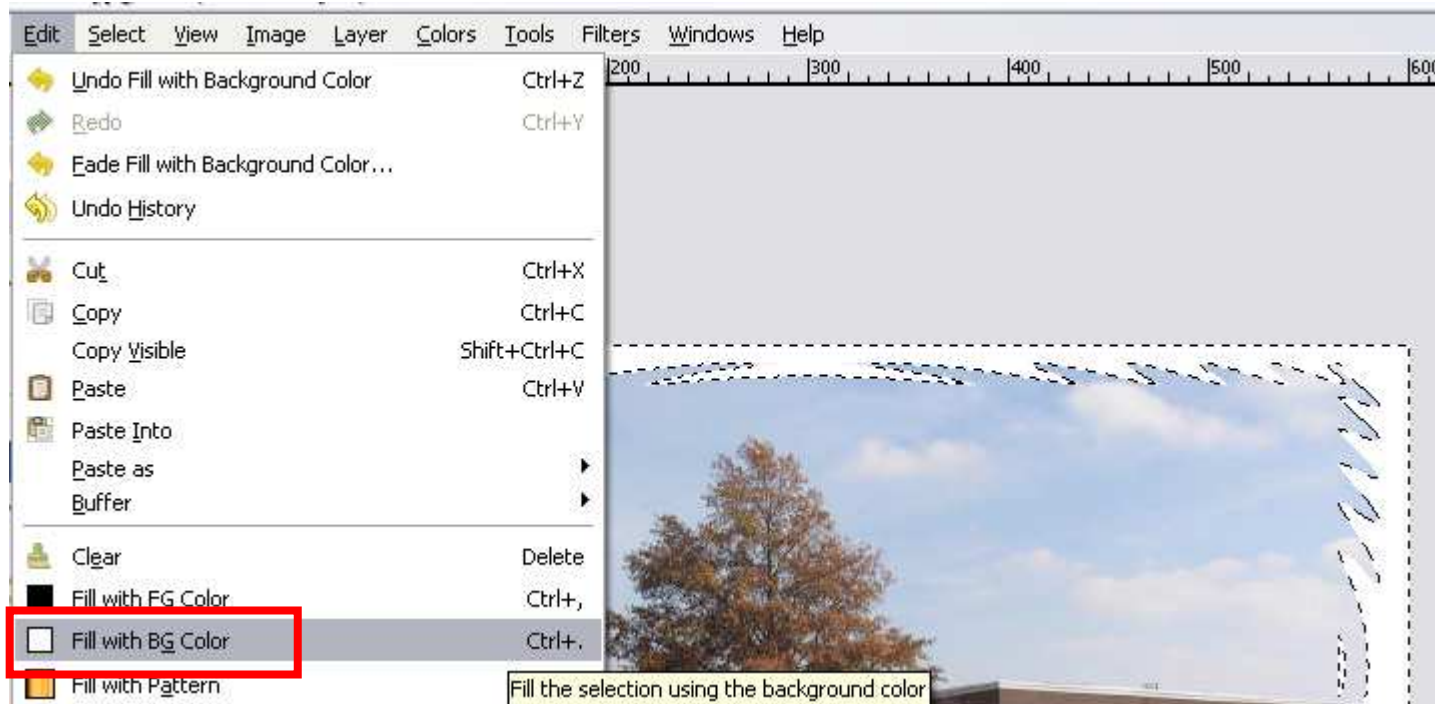 Edit Select View Image Layer Colors Tools Filters Windows Help
200 300 400 500 600
Undo Fill with Background Color Ctrl+Z
Redo Ctrl+Y
Fade Fill with Background Color...
Undo History
Cut Ctrl+X
Copy Ctrl+C
Copy Visible Shift+Ctrl+C
Paste Ctrl+V
Paste Into
Paste as
Buffer
Clear Delete
Fill with FG Color Ctrl+,
Fill with BG Color Ctrl+.
Fill with Pattern
Fill the selection using the background color